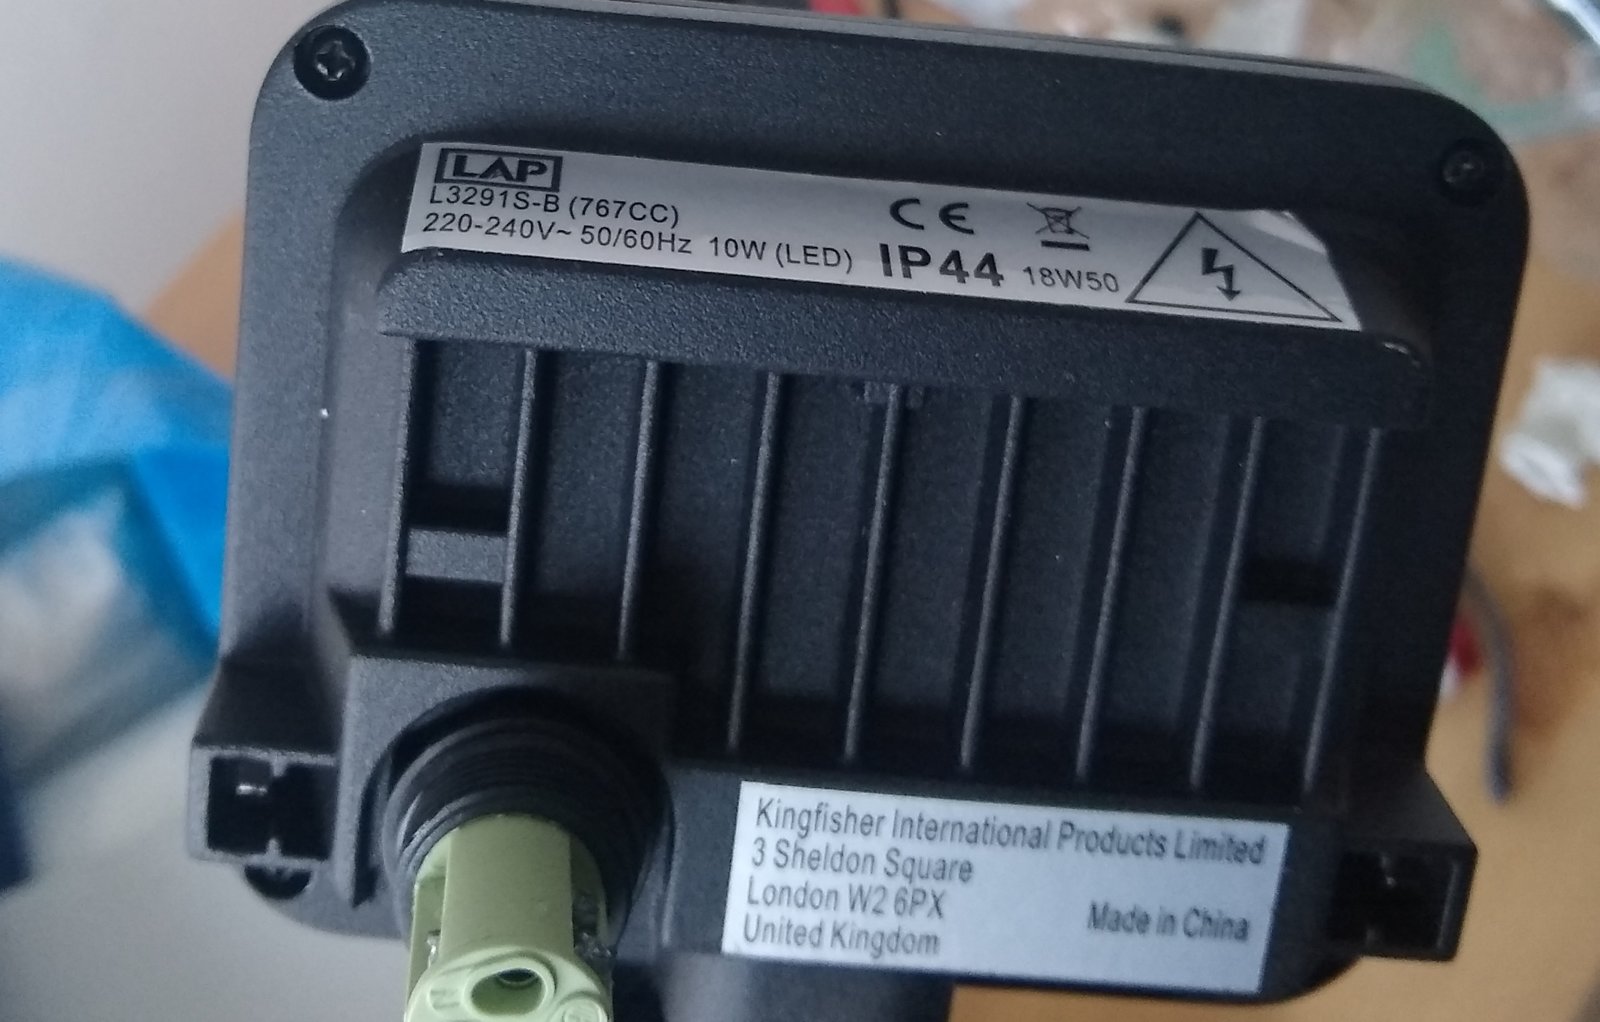 LAP
L3291S-B (767CC)
220-240V~ 50/60Hz 10W (LED) IP44 18W50
CE
Kingfisher International Products Limited
3 Sheldon Square
London W2 6PX
United Kingdom
Made in China